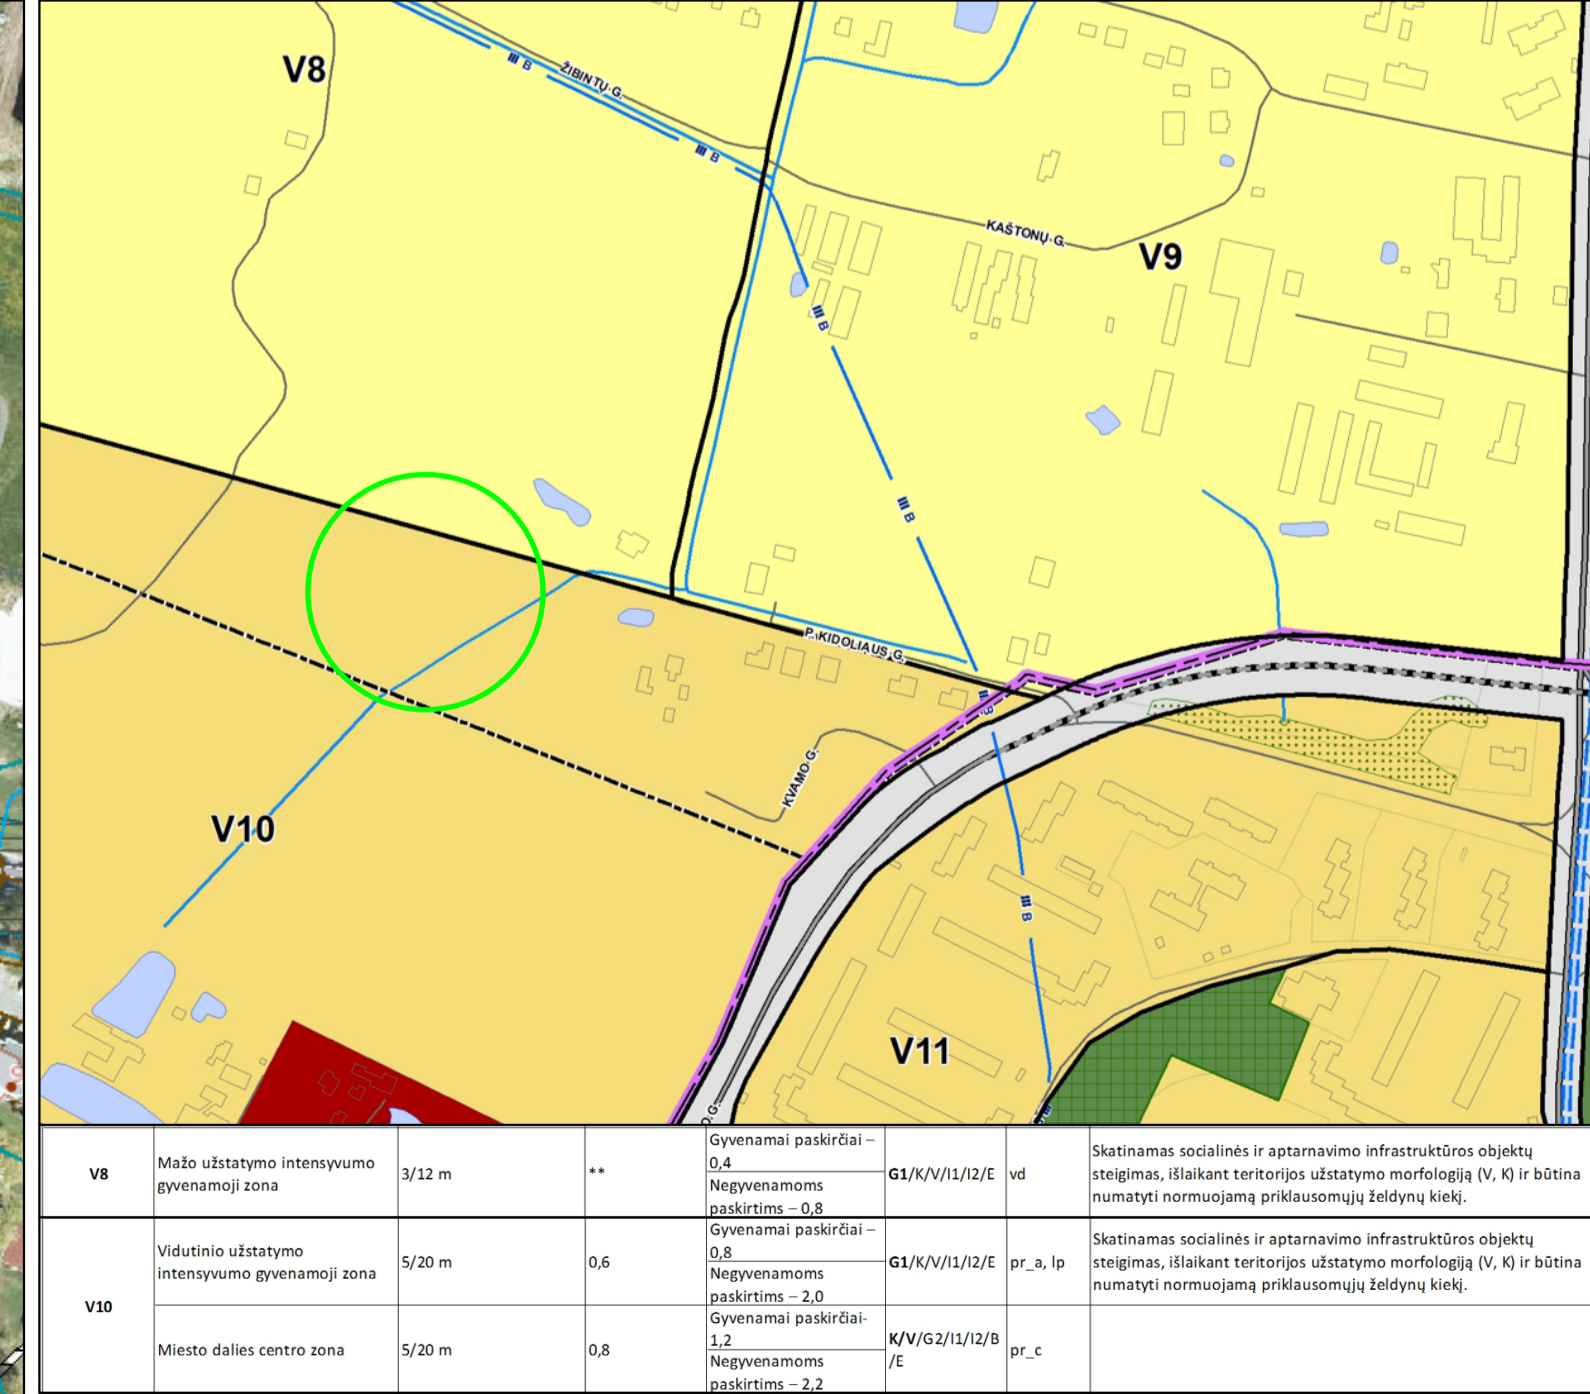 V8
III B
ŽIBINTŲ G.
III B
KAŠTONŲ G.
V9
III B
III B
P. KIDOLIAUS G.
III B
KVAMO G.
V10
III B
V11
O.G.
V8
Mažo užstatymo intensyvumo
gyvenamoji zona
3/12 m
**
Gyvenamai paskirčiai –
0,4
Negyvenamoms
paskirtims – 0,8
G1/K/V/I1/I2/E
vd
Skatinamas socialinės ir aptarnavimo infrastruktūros objektų
steigimas, išlaikant teritorijos užstatymo morfologiją (V, K) ir būtina
numatyti normuojamą priklausomųjų želdynų kiekį.
V10
Vidutinio užstatymo
intensyvumo gyvenamoji zona
5/20 m
0,6
Gyvenamai paskirčiai –
0,8
Negyvenamoms
paskirtims – 2,0
G1/K/V/I1/I2/E
pr_a, lp
Skatinamas socialinės ir aptarnavimo infrastruktūros objektų
steigimas, išlaikant teritorijos užstatymo morfologiją (V, K) ir būtina
numatyti normuojamą priklausomųjų želdynų kiekį.
Miesto dalies centro zona
5/20 m
0,8
Gyvenamai paskirčiai-
1,2
Negyvenamoms
paskirtims – 2,2
K/V/G2/I1/I2/B
/E
pr_c